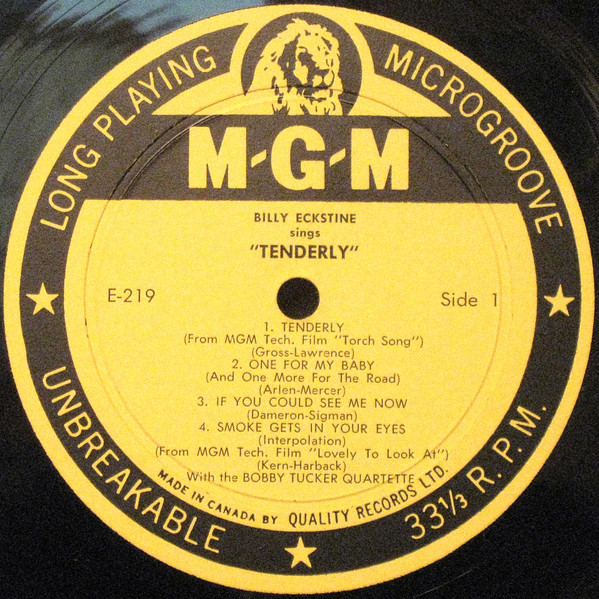 LONG PLAYING
MICROGROOVE
M-G-M
BILLY ECKSTINE
sings
"TENDERLY"
E-219
Side 1
1. TENDERLY
(From MGM Tech. Film "Torch Song")
(Gross-Lawrence)
2. ONE FOR MY BABY
(And One More For The Road)
(Arlen-Mercer)
3. IF YOU COULD SEE ME NOW
(Dameron-Sigman)
4. SMOKE GETS IN YOUR EYES
(Interpolation)
(From MGM Tech. Film "Lovely To Look At")
(Kern-Harback)
With the BOBBY TUCKER QUARTETTE
MADE IN CANADA BY QUALITY RECORDS LTD.
UNBREAKABLE
33 1/3 R.P.M.